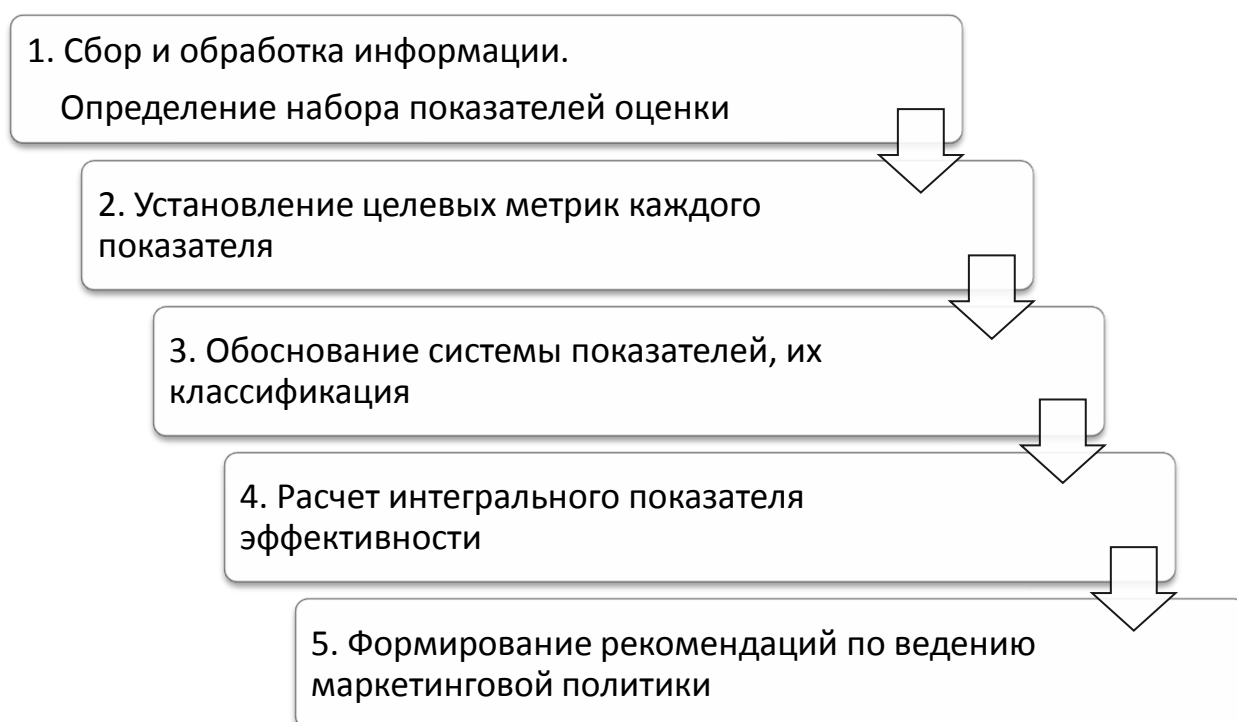 1. Сбор и обработка информации.
Определение набора показателей оценки
2. Установление целевых метрик каждого
показателя
3. Обоснование системы показателей, их
классификация
4. Расчет интегрального показателя
эффективности
5. Формирование рекомендаций по ведению
маркетинговой политики